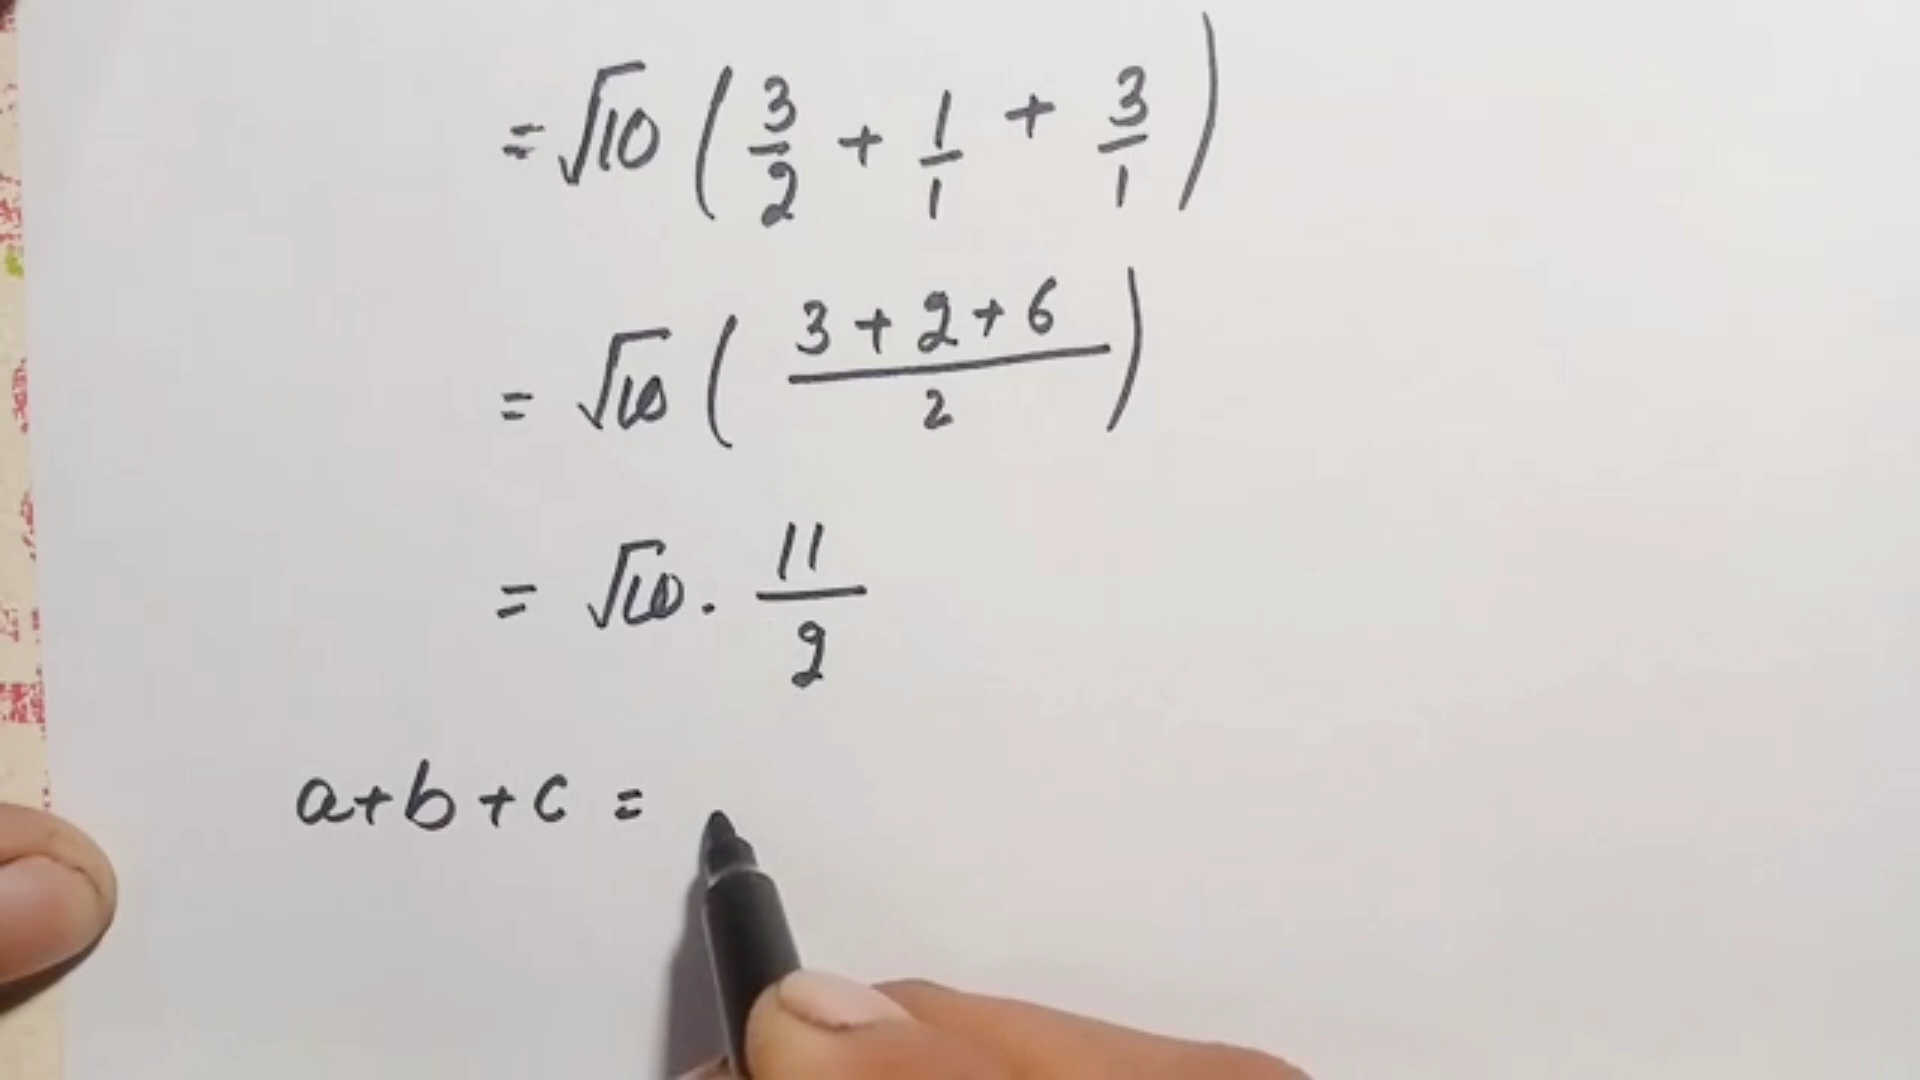 = √10 ( 3/2 + 1/1 + 3/1 )
= √10 ( 3 + 2 + 6 / 2 )
= √10 . 11/2
a+b+c =